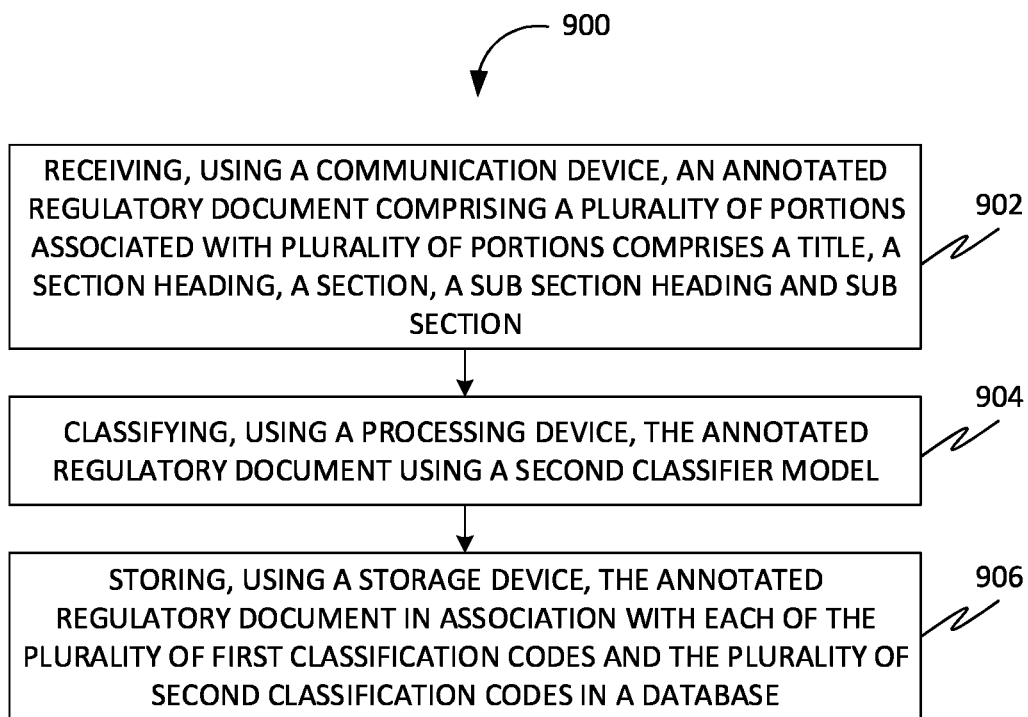 900
RECEIVING, USING A COMMUNICATION DEVICE, AN ANNOTATED
REGULATORY DOCUMENT COMPRISING A PLURALITY OF PORTIONS
ASSOCIATED WITH PLURALITY OF PORTIONS COMPRISES A TITLE, A
SECTION HEADING, A SECTION, A SUB SECTION HEADING AND SUB
SECTION
902
CLASSIFYING, USING A PROCESSING DEVICE, THE ANNOTATED
REGULATORY DOCUMENT USING A SECOND CLASSIFIER MODEL
904
STORING, USING A STORAGE DEVICE, THE ANNOTATED
REGULATORY DOCUMENT IN ASSOCIATION WITH EACH OF THE
PLURALITY OF FIRST CLASSIFICATION CODES AND THE PLURALITY OF
SECOND CLASSIFICATION CODES IN A DATABASE
906